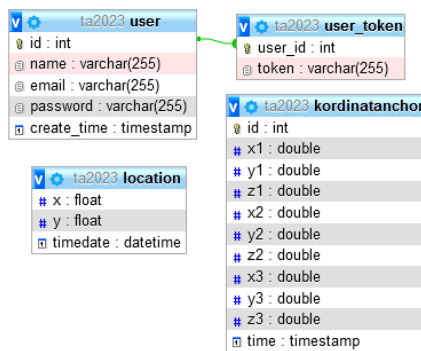 v ta2023 user
id : int
name : varchar(255)
email : varchar(255)
password : varchar(255)
create_time : timestamp
v ta2023 user_token
user_id : int
token : varchar(255)
v ta2023 kordinatanchor
id : int
# x1 : double
# y1 : double
# z1 : double
# x2 : double
# y2 : double
# z2 : double
# x3 : double
# y3 : double
# z3 : double
time : timestamp
v ta2023 location
# x : float
# y : float
timedate : datetime